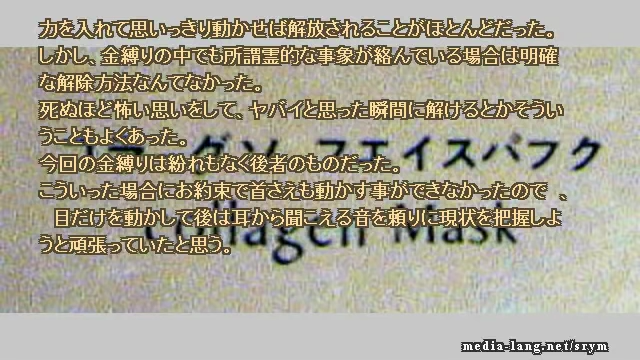 力を入れて思いっきり動かせば解放されることがほとんどだった。
しかし、金縛りの中でも所謂霊的な事象が絡んでいる場合は明確
な解除方法なんてなかった。
死ぬほど怖い思いをして、ヤバイと思った瞬間に解けるとかそうい
うこともよくあった。
コラーゲン フェイスパック
今回の金縛りは紛れもなく後者のものだった。
こういった場合にお約束で首さえも動かす事ができなかったので 、
目だけを動かして後は耳から聞こえる音を頼りに現状を把握しよ
うと頑張っていたと思う。
Collagen Mask
media-lang.net/srym